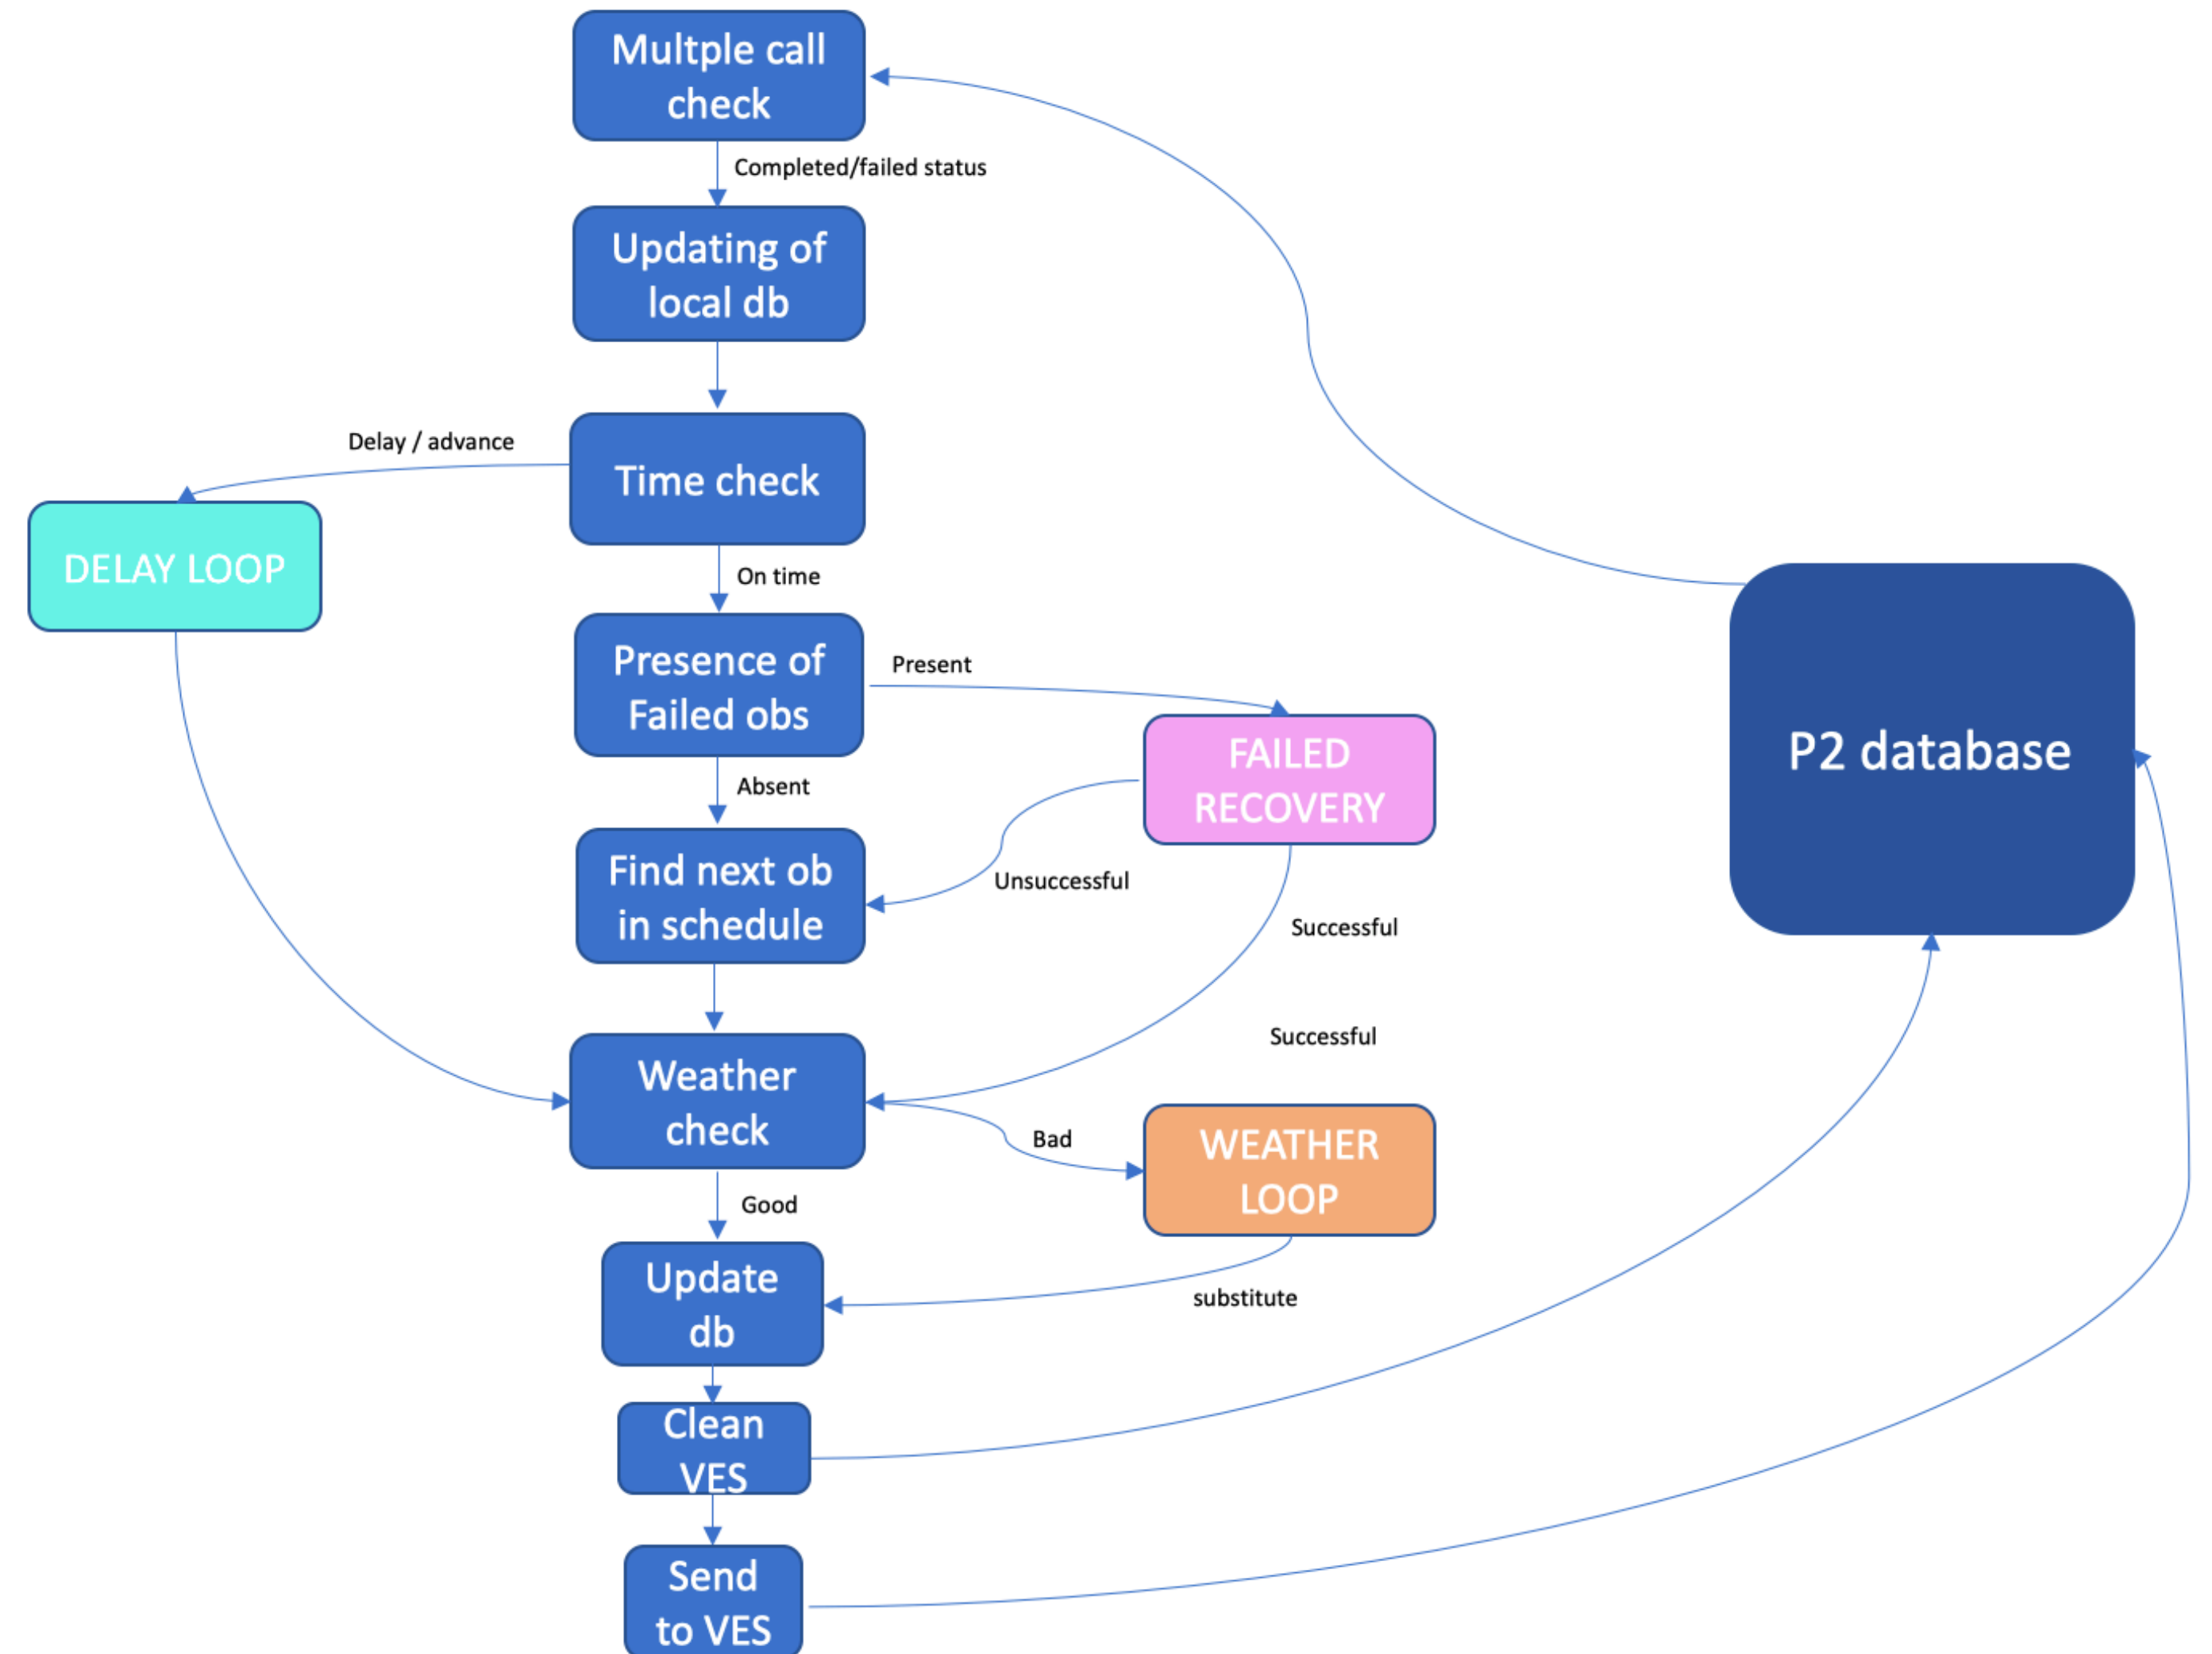 Multple call
check
Completed/failed status
Updating of
local db
Delay / advance
Time check
DELAY LOOP
On time
Presence of
Failed obs
Present
FAILED
RECOVERY
P2 database
Absent
Find next ob
in schedule
Unsuccessful
Successful
Successful
Weather
check
Bad
WEATHER
LOOP
Good
Update
db
substitute
Clean
VES
Send
to VES